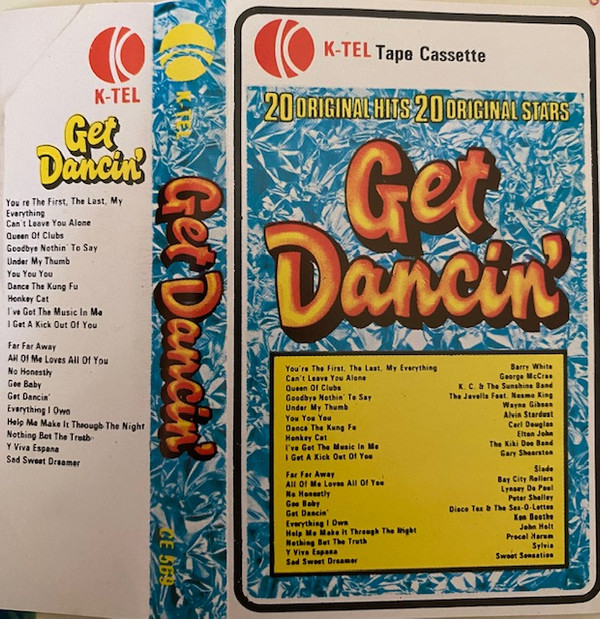 K-TEL
Get
Dancin'
You re The First, The Last, My
Everything
Can't Leave You Alone
Queen Of Clubs
Goodbye Nothin' To Say
Under My Thumb
You You You
Dance The Kung Fu
Honkey Cat
I've Got The Music In Me
I Get A Kick Out Of You
Far Far Away
All Of Me Loves All Of You
No Honestly
Gee Baby
Get Dancin'
Everything I Own
Help Me Make It Through The Night
Nothing But The Truth
Y Viva Espana
Sad Sweet Dreamer
K-TEL
Get Dancin'
CE 519
K-TEL Tape Cassette
20 ORIGINAL HITS 20 ORIGINAL STARS
Get
Dancin'
You're The First, The Last, My Everything Barry White
Can't Leave You Alone George McCrae
Queen Of Clubs K. C. & The Sunshine Band
Goodbye Nothin' To Say The Javells Feat. Nosmo King
Under My Thumb Wayne Gibson
You You You Alvin Stardust
Dance The Kung Fu Carl Douglas
Honkey Cat Elton John
I've Got The Music In Me The Kiki Dee Band
I Get A Kick Out Of You Gary Shearston
Far Far Away Slade
All Of Me Loves All Of You Bay City Rollers
No Honestly Lynsey De Paul
Gee Baby Peter Shelley
Get Dancin' Disco Tex & The Sex-O-Lettes
Everything I Own Ken Boothe
Help Me Make It Through The Night John Holt
Nothing But The Truth Procol Harum
Y Viva Espana Sylvia
Sad Sweet Dreamer Sweet Sensation